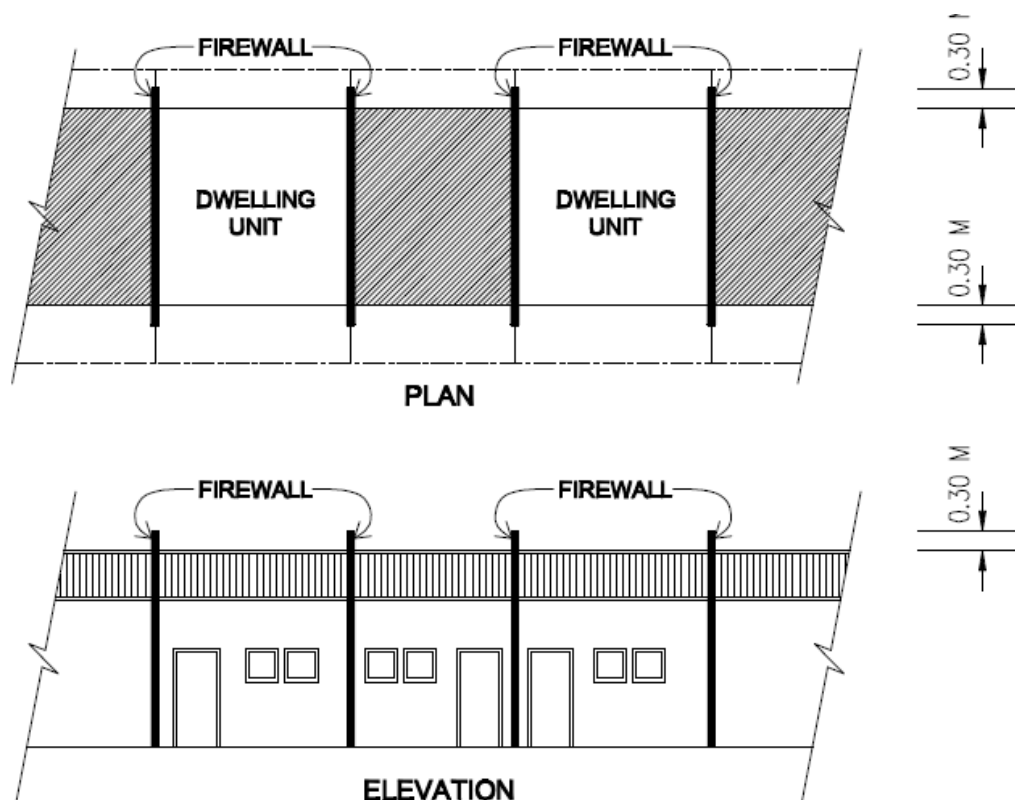 FIREWALL
FIREWALL
0.30 M
DWELLING
UNIT
DWELLING
UNIT
0.30 M
PLAN
FIREWALL
FIREWALL
0.30 M
ELEVATION